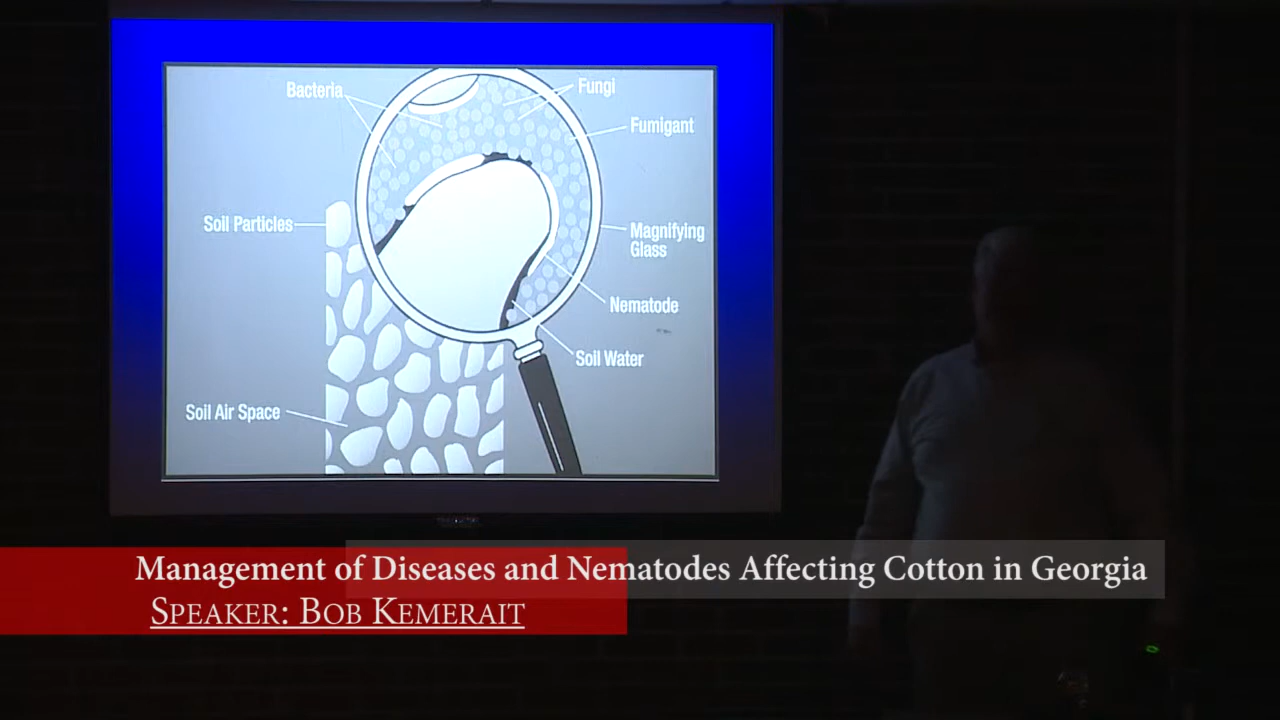 Bacteria
Fungi
Fumigant
Soil Particles
Magnifying
Glass
Nematode
Soil Water
Soil Air Space
Management of Diseases and Nematodes Affecting Cotton in Georgia
SPEAKER: BOB KEMERAIT